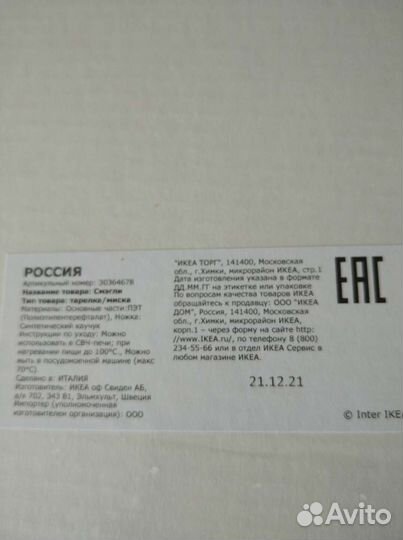 РОССИЯ
Артикульный номер: 30364678
Название товара: Смэгли
Тип товара: тарелка/миска
Материалы: Основные части:ПЭТ
(Полиэтилентерефталат), Ножка:
Синтетический каучук
Инструкции по уходу: Можно
использовать в СВЧ-печи; при
нагревании пищи до 100°С., Можно
мыть в посудомоечной машине (макс
70°С)
Сделано в: ИТАЛИЯ
Изготовитель: ИКЕА оф Свиден АБ,
а/я 702, 343 81, Эльмхульт, Швеция
Импортер (уполномоченная
изготовителем организация): ООО
"ИКЕА ТОРГ", 141400, Московская
обл., г.Химки, микрорайон ИКЕА, стр.1
Дата изготовления указана в формате
ДД.ММ.ГГ на этикетке или упаковке
По вопросам качества товаров ИКЕА
обращайтесь к продавцу: ООО "ИКЕА
ДОМ", Россия, 141400, Московская
обл., г.Химки, микрорайон ИКЕА,
корп.1 – через форму на сайте http:
//www.IKEA.ru/, по телефону 8 (800)
234-55-66 или в отдел ИКЕА Сервис в
любом магазине ИКЕА.
21.12.21
EAC
© Inter IKEA
Avito